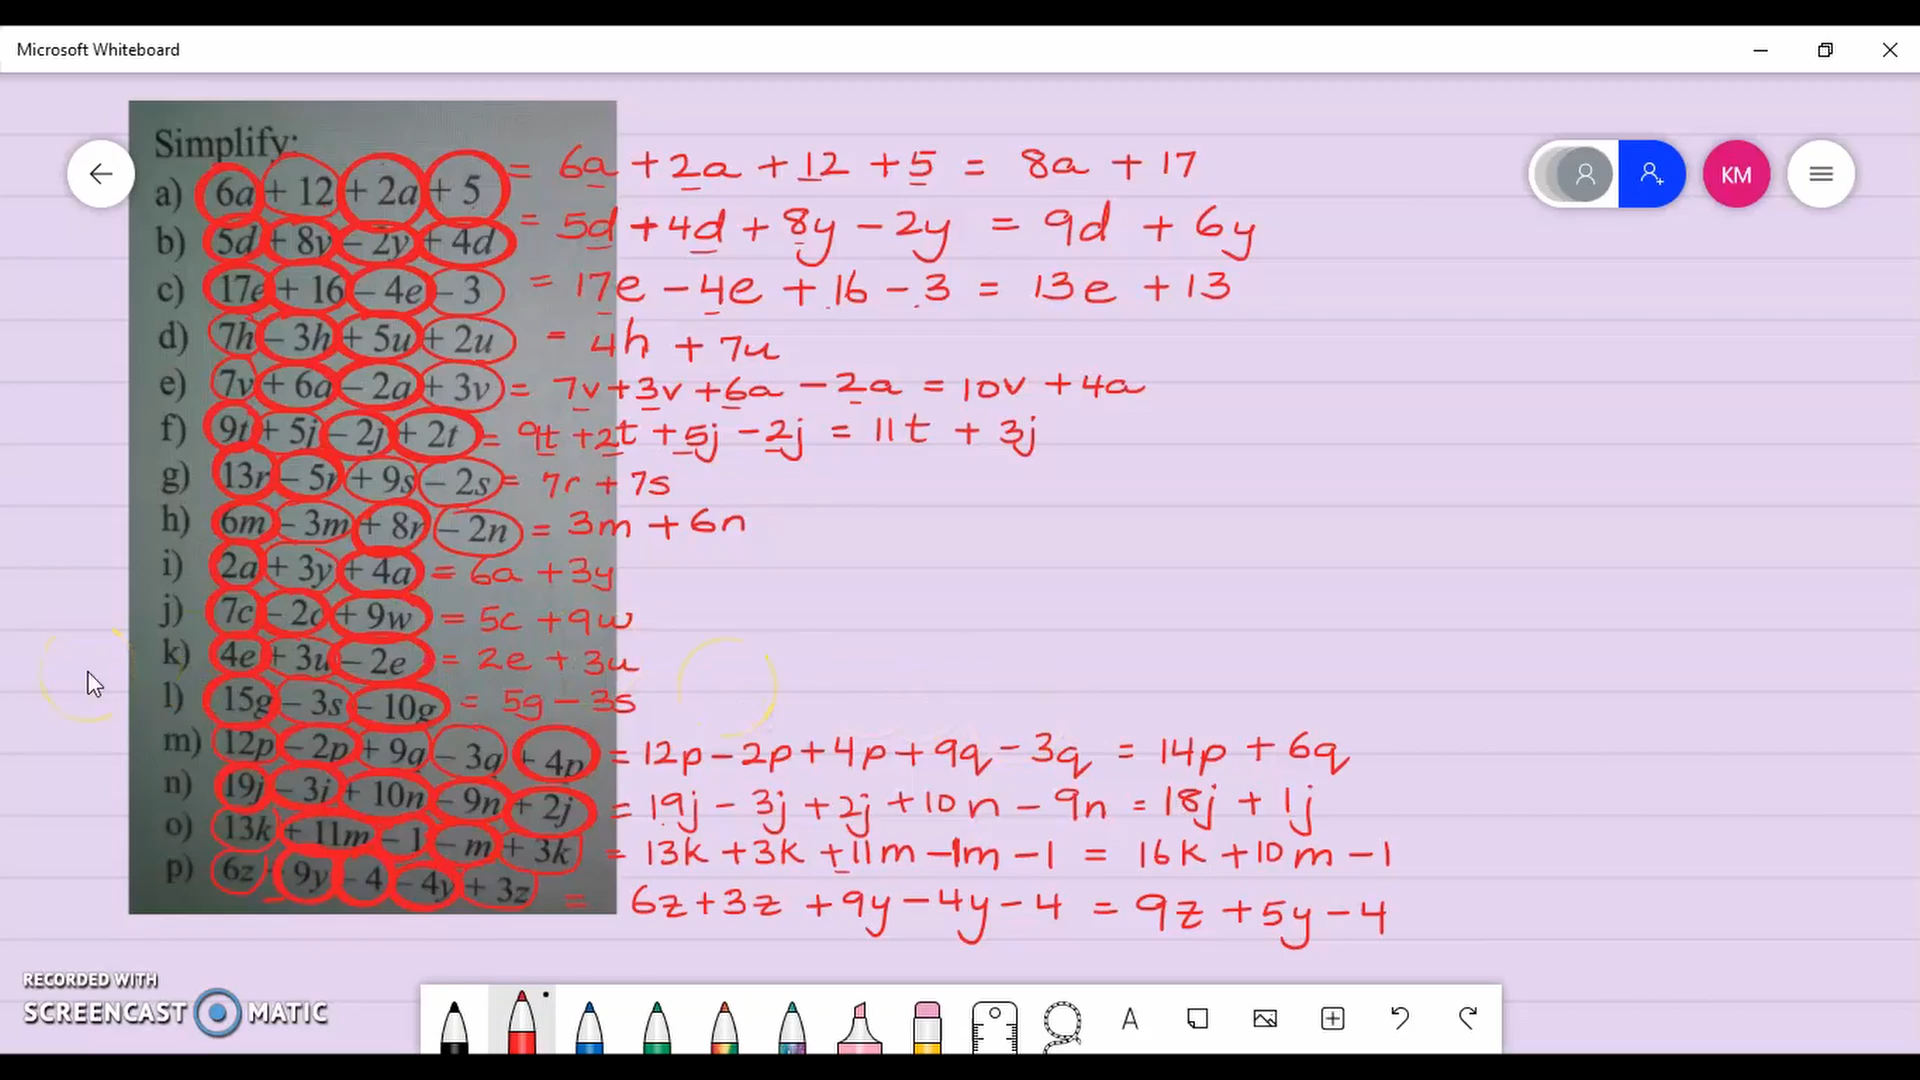 Microsoft Whiteboard
Simplify:
a) 6a + 12 + 2a + 5 = 6a + 2a + 12 + 5 = 8a + 17
b) 5d + 8y - 2y + 4d = 5d + 4d + 8y - 2y = 9d + 6y
c) 17e + 16 - 4e - 3 = 17e - 4e + 16 - 3 = 13e + 13
d) 7h - 3h + 5u + 2u = 4h + 7u
e) 7v + 6a - 2a + 3v = 7v + 3v + 6a - 2a = 10v + 4a
f) 9t + 5j - 2j + 2t = 9t + 2t + 5j - 2j = 11t + 3j
g) 13r - 5r + 9s - 2s = 7r + 7s
h) 6m - 3m + 8n - 2n = 3m + 6n
i) 2a + 3y + 4a = 6a + 3y
j) 7c - 2c + 9w = 5c + 9w
k) 4e + 3u - 2e = 2e + 3u
l) 15g - 3s - 10g = 5g - 3s
m) 12p - 2p + 9q - 3q + 4p = 12p - 2p + 4p + 9q - 3q = 14p + 6q
n) 19j - 3j + 10n - 9n + 2j = 19j - 3j + 2j + 10n - 9n = 18j + 1j
o) 13k + 11m - 1 - m + 3k = 13k + 3k + 11m - 1m - 1 = 16k + 10m - 1
p) 6z + 9y - 4 - 4y + 3z = 6z + 3z + 9y - 4y - 4 = 9z + 5y - 4
KM
RECORDED WITH
SCREENCAST MATIC
A